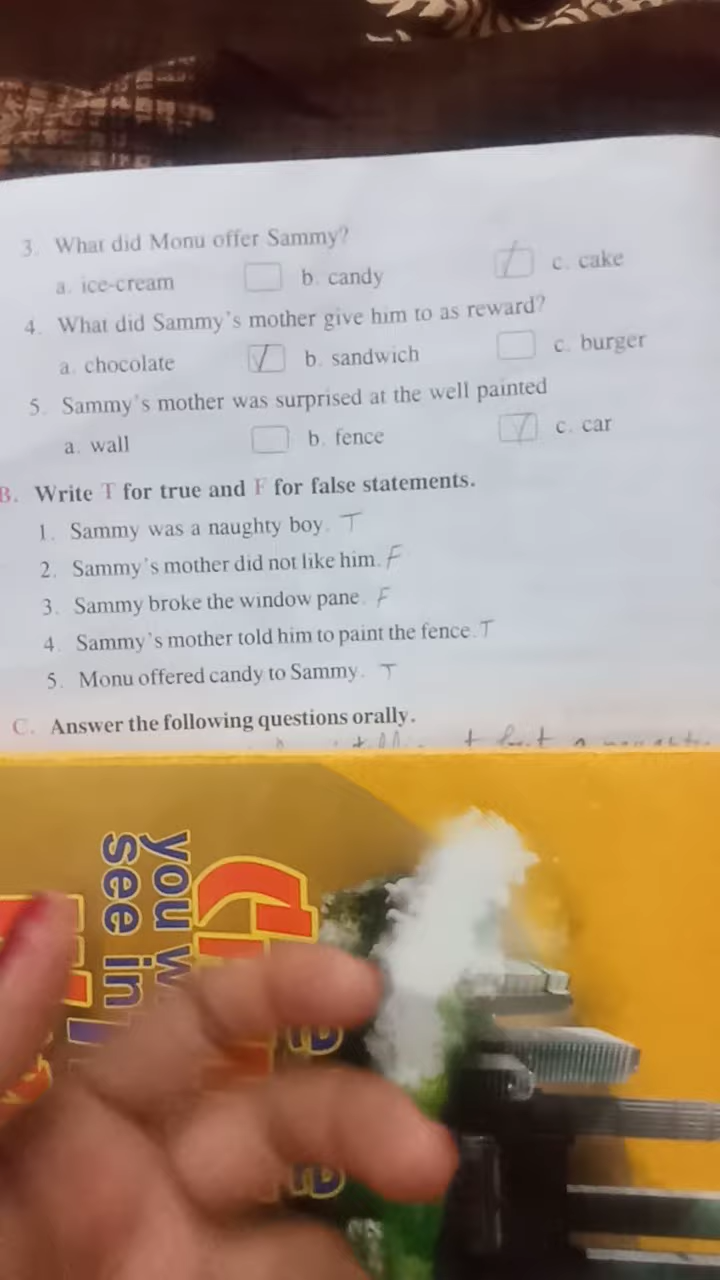 3. What did Monu offer Sammy?
a. ice-cream b. candy c. cake
4. What did Sammy's mother give him to as reward?
a. chocolate b. sandwich c. burger
5. Sammy's mother was surprised at the well painted
a. wall b. fence c. car
B. Write T for true and F for false statements.
1. Sammy was a naughty boy. T
2. Sammy's mother did not like him. F
3. Sammy broke the window pane. F
4. Sammy's mother told him to paint the fence. T
5. Monu offered candy to Sammy. T
C. Answer the following questions orally.
you
see in